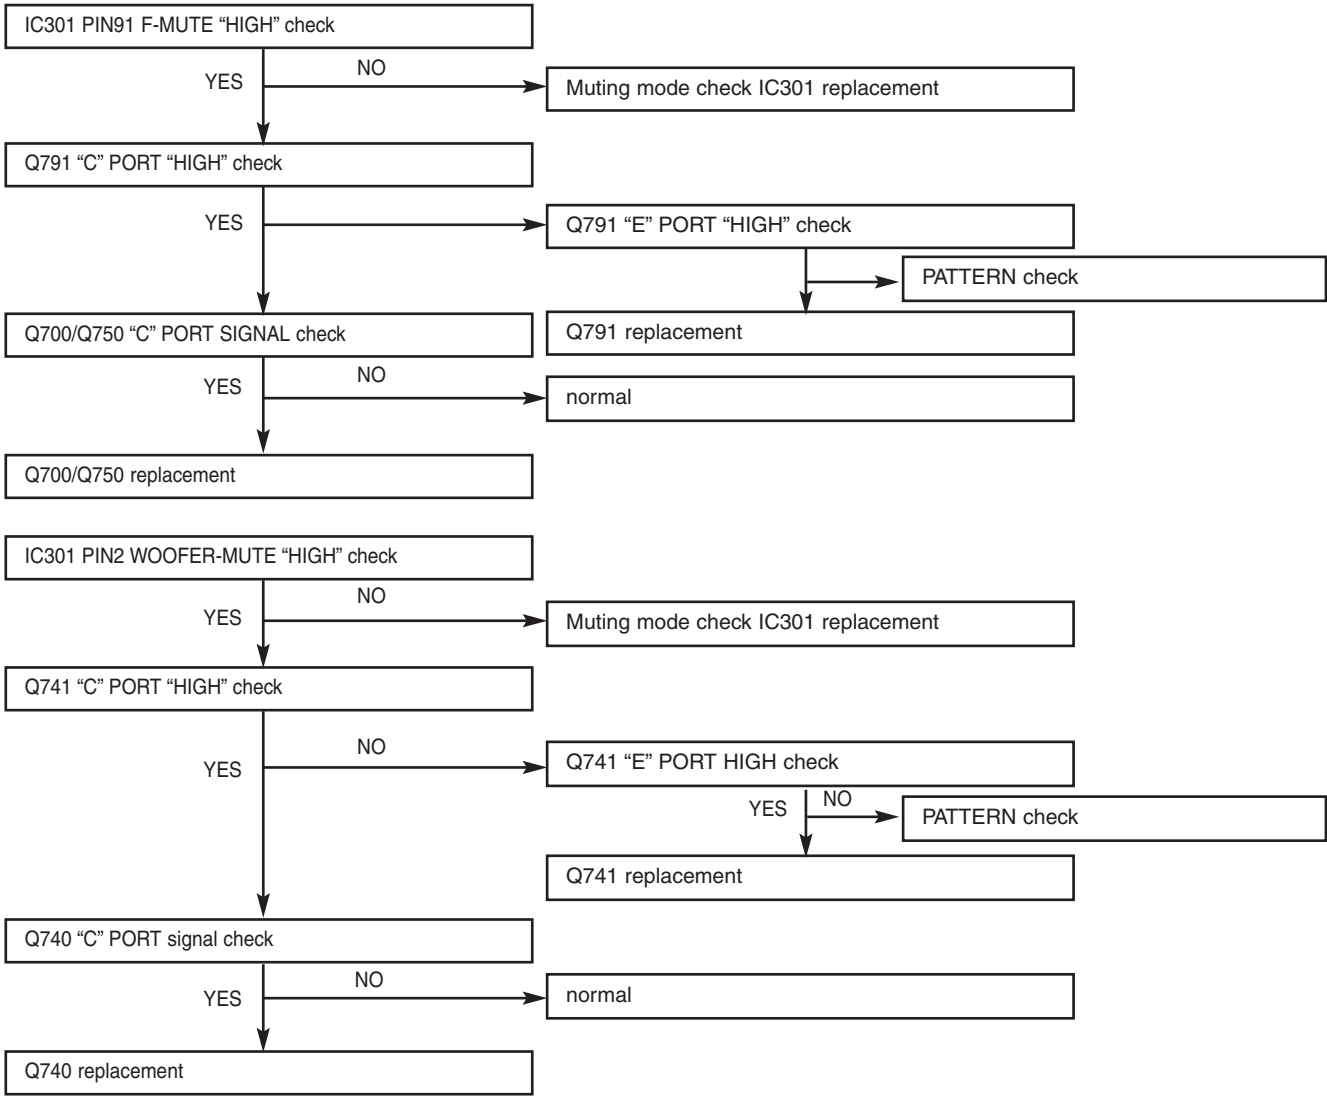 IC301 PIN91 F-MUTE “HIGH” check
YES
NO
Muting mode check IC301 replacement
Q791 “C” PORT “HIGH” check
YES
Q791 “E” PORT “HIGH” check
PATTERN check
Q791 replacement
Q700/Q750 “C” PORT SIGNAL check
YES
NO
normal
Q700/Q750 replacement
IC301 PIN2 WOOFER-MUTE “HIGH” check
YES
NO
Muting mode check IC301 replacement
Q741 “C” PORT “HIGH” check
YES
NO
Q741 “E” PORT HIGH check
YES
NO
PATTERN check
Q741 replacement
Q740 “C” PORT signal check
YES
NO
normal
Q740 replacement